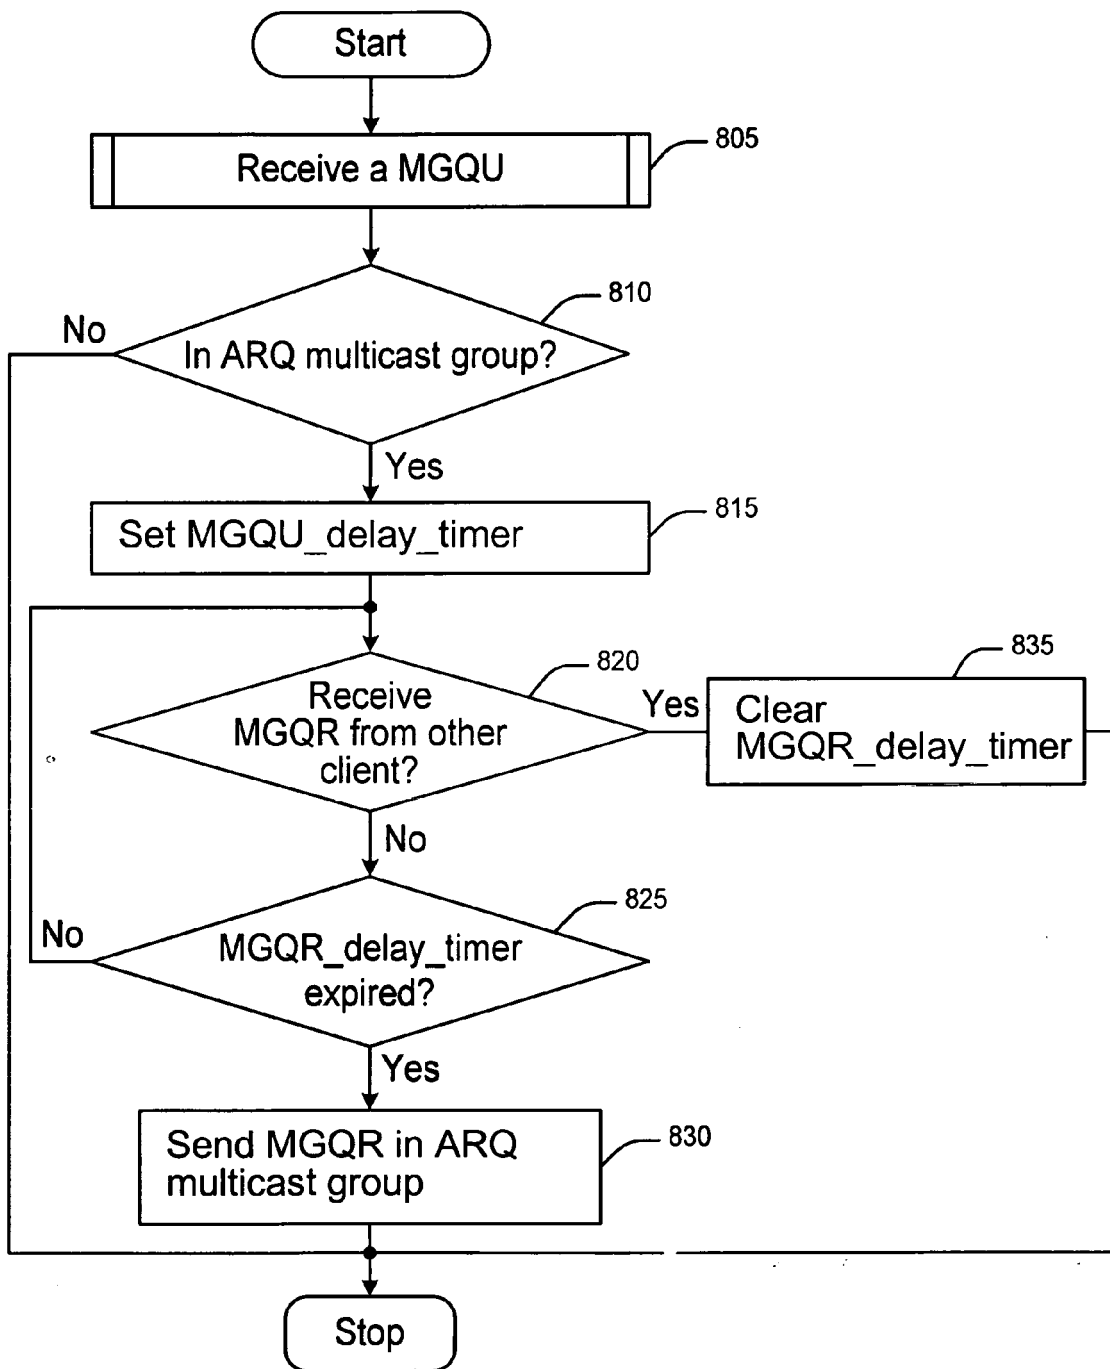 Start
Receive a MGQU
805
810
No
In ARQ multicast group?
Yes
Set MGQU_delay_timer
815
820
835
Receive
MGQR from other
client?
Yes
Clear
MGQR_delay_timer
No
825
No
MGQR_delay_timer
expired?
Yes
Send MGQR in ARQ
multicast group
830
Stop